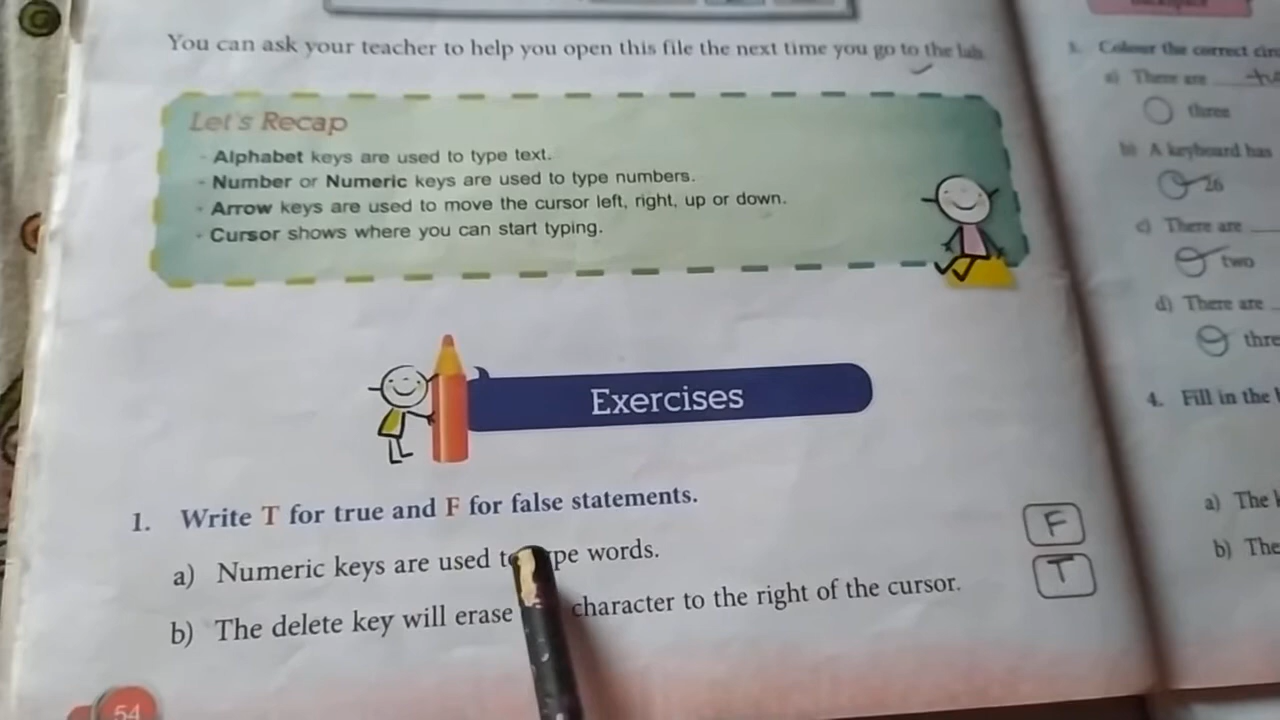 You can ask your teacher to help you open this file the next time you go to the lab.
Let's Recap
- Alphabet keys are used to type text.
- Number or Numeric keys are used to type numbers.
- Arrow keys are used to move the cursor left, right, up or down.
- Cursor shows where you can start typing.
Exercises
1. Write T for true and F for false statements.
a) Numeric keys are used words. F
b) The delete key will erase character to the right of the cursor. T
54
Colour the correct
a) There are
three
b) A keyboard has
26
c) There are
two
d) There are
4. Fill in the
a) The
b) The